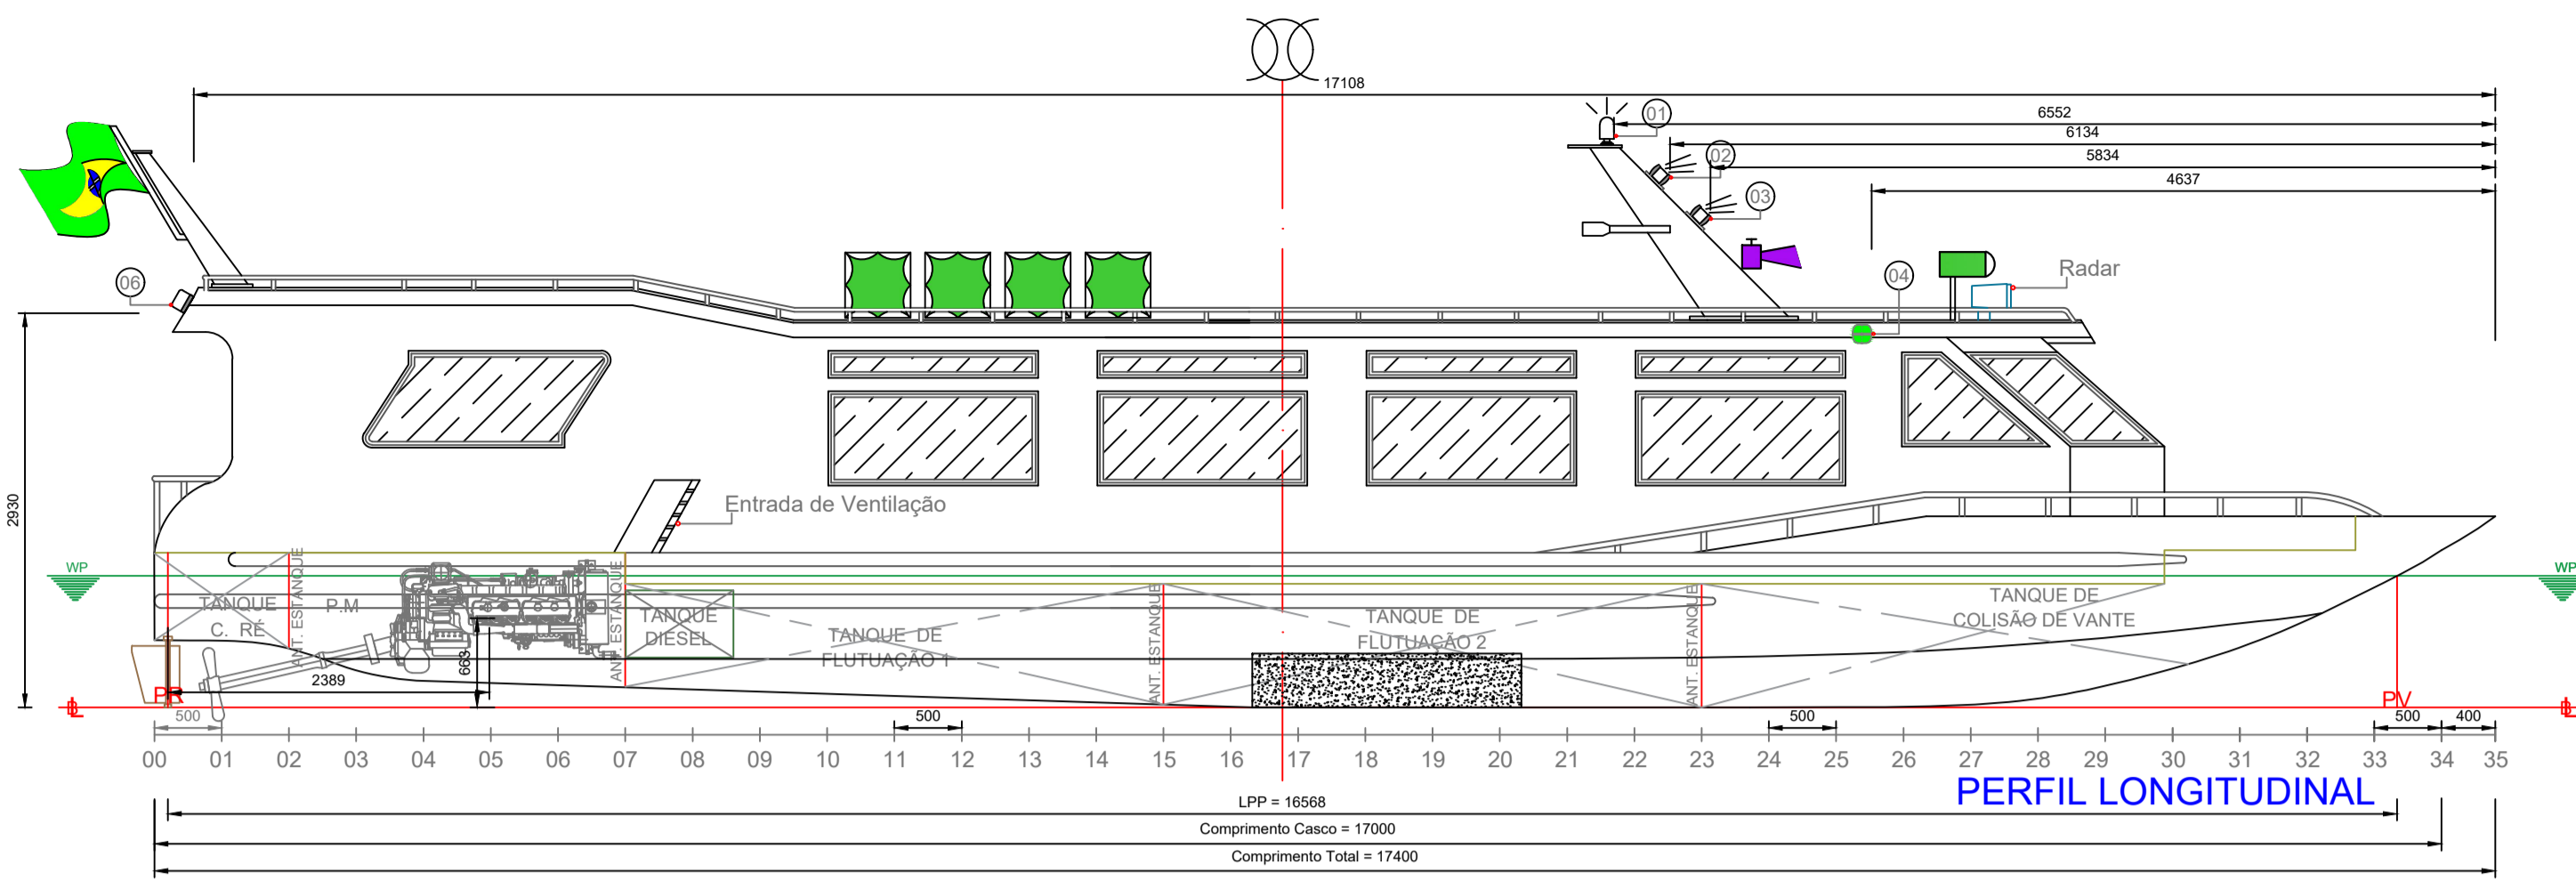 17108
6552
01
6134
02
5834
4637
03
Radar
04
06
2930
Entrada de Ventilação
WP
WP
TANQUE
C. RÉ
ANT. ESTANQUE
P.M
ANT. ESTANQUE
TANQUE
DIESEL
TANQUE DE
FLUTUAÇÃO 1
ANT. ESTANQUE
TANQUE DE
FLUTUAÇÃO 2
ANT. ESTANQUE
TANQUE DE
COLISÃO DE VANTE
663
2389
PR
PV
BL
BL
500
500
500
500
400
00 01 02 03 04 05 06 07 08 09 10 11 12 13 14 15 16 17 18 19 20 21 22 23 24 25 26 27 28 29 30 31 32 33 34 35
PERFIL LONGITUDINAL
LPP = 16568
Comprimento Casco = 17000
Comprimento Total = 17400